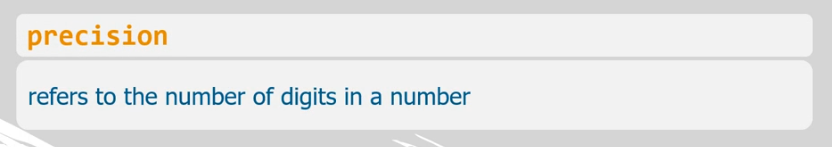 precision
refers to the number of digits in a number